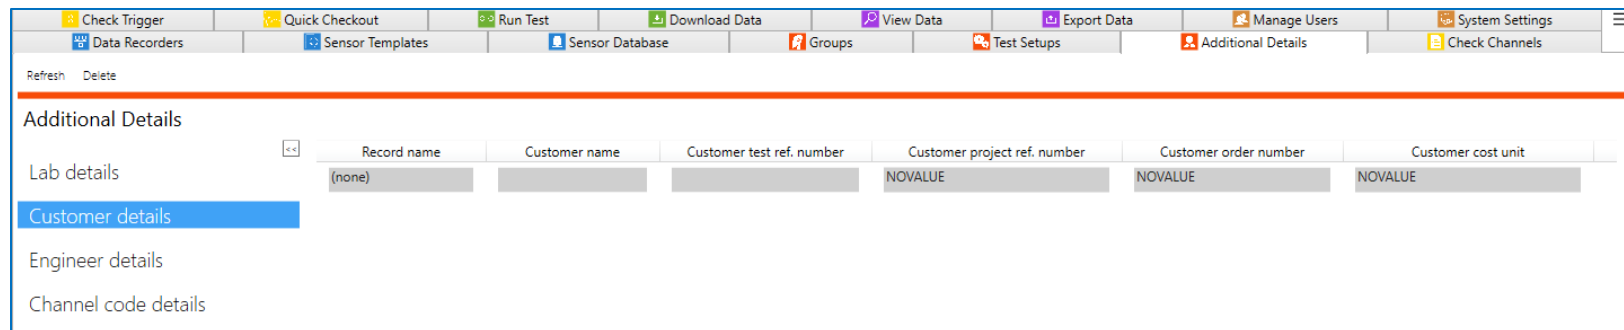 Check Trigger Quick Checkout Run Test Download Data View Data Export Data Manage Users System Settings
Data Recorders Sensor Templates Sensor Database Groups Test Setups Additional Details Check Channels
Refresh Delete
Additional Details
<< Record name Customer name Customer test ref. number Customer project ref. number Customer order number Customer cost unit
Lab details (none) NOVALUE NOVALUE NOVALUE
Customer details
Engineer details
Channel code details